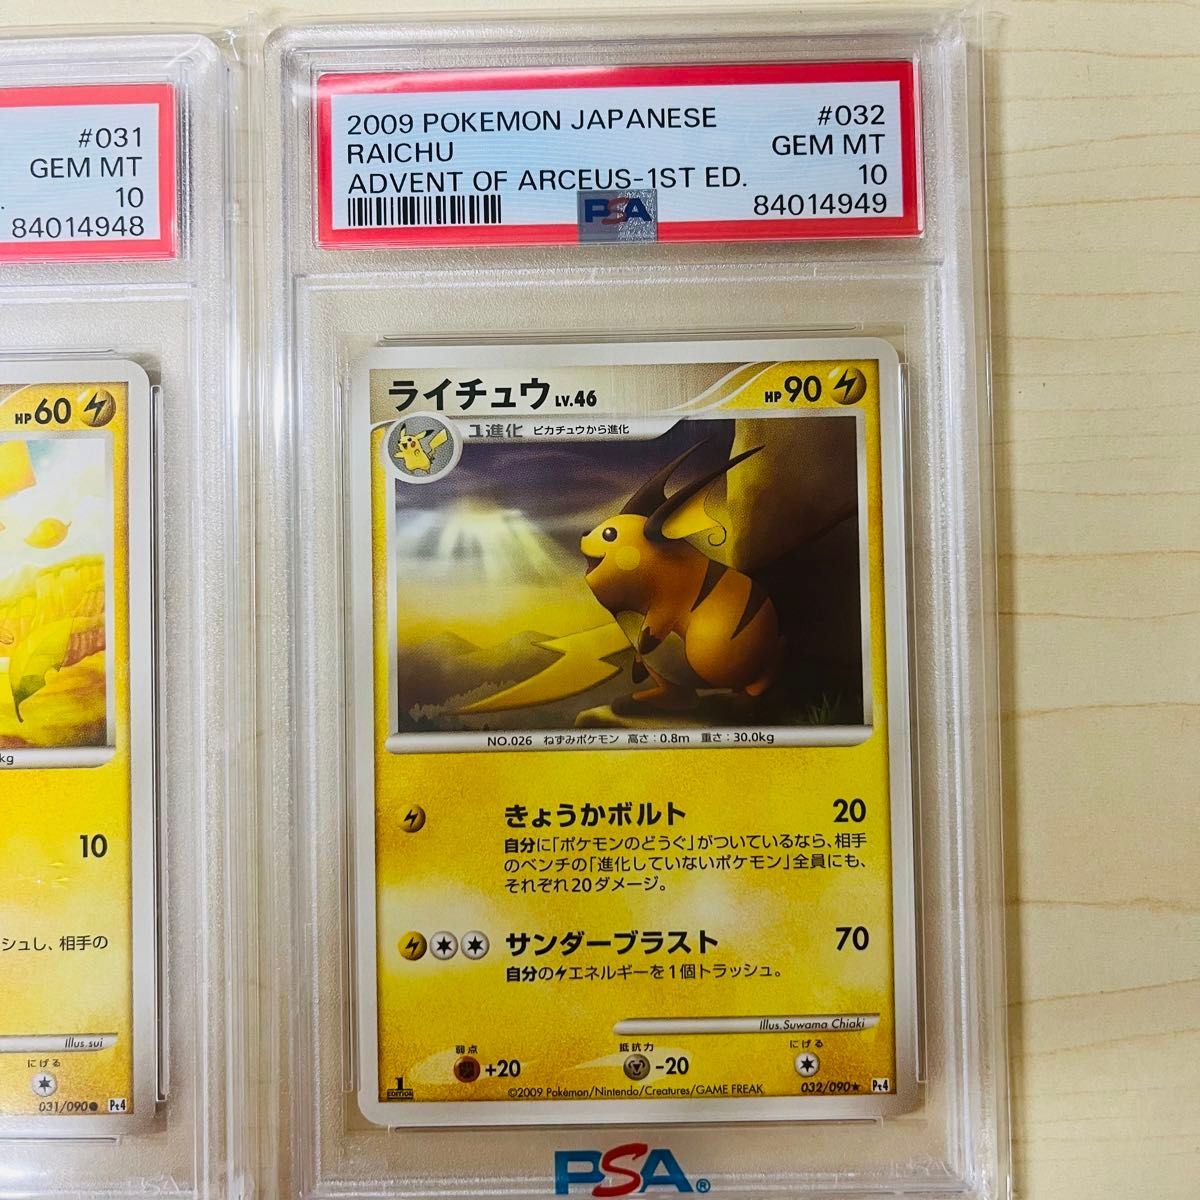 #031
GEM MT
10
84014948
HP60
kg
10
シュし、相手の
Illus.sui
にげる
031/090●
Pt4
2009 POKEMON JAPANESE #032
RAICHU GEM MT
ADVENT OF ARCEUS-1ST ED. 10
PSA 84014949
ライチュウ LV.46 HP90
1進化 ピカチュウから進化
NO.026 ねずみポケモン 高さ:0.8m 重さ:30.0kg
きょうかボルト 20
自分に「ポケモンのどうぐ」がついているなら、相手
のベンチの「進化していないポケモン」全員にも、
それぞれ20ダメージ。
サンダーブラスト 70
自分のエネルギーを1個トラッシュ。
Illus.Suwama Chiaki
弱点 抵抗力 にげる
+20 -20
1 EDITION ©2009 Pokémon/Nintendo/Creatures/GAME FREAK 032/090★ Pt4
PSA®